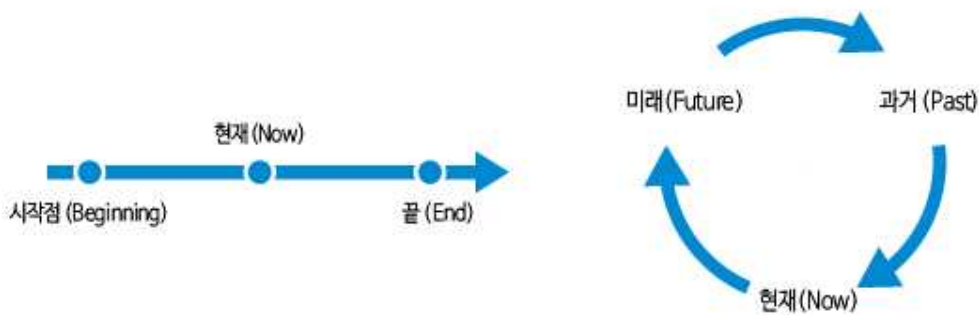 현재(Now)
시작점 (Beginning)
끝 (End)
미래(Future)
과거 (Past)
현재(Now)